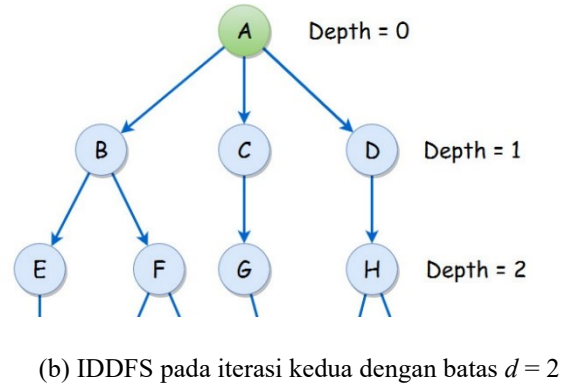 A Depth = 0
B C D Depth = 1
E F G H Depth = 2
(b) IDDFS pada iterasi kedua dengan batas d = 2